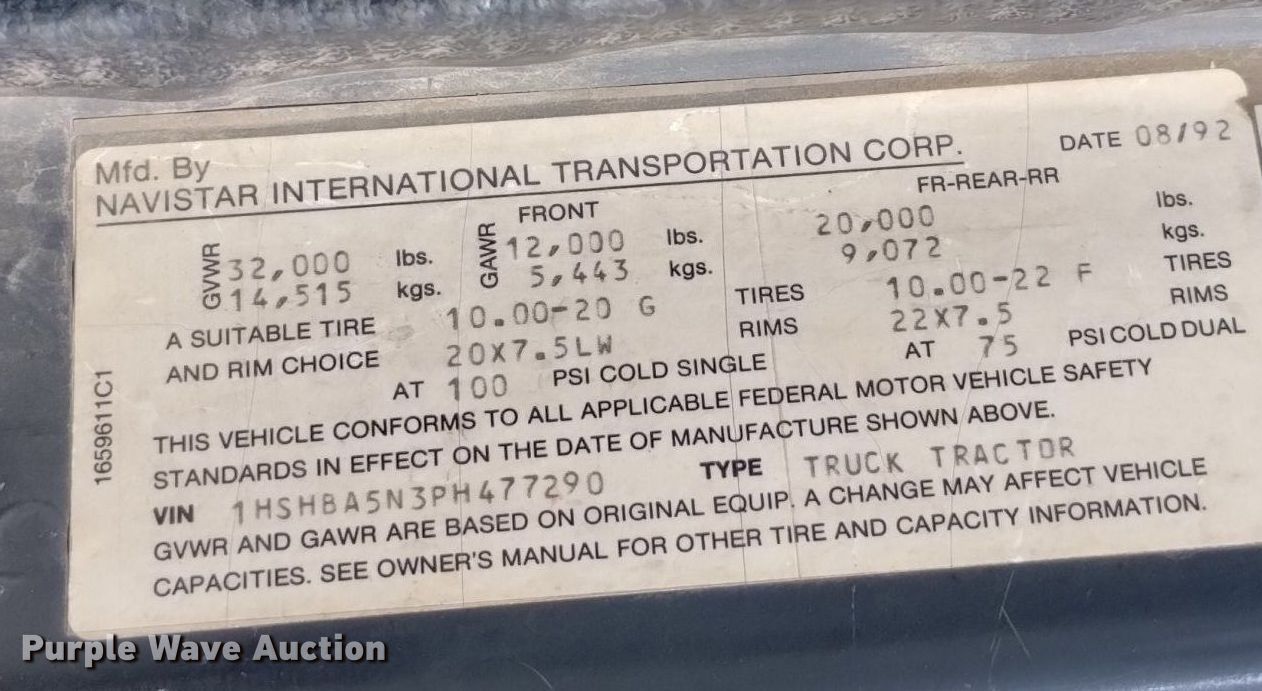 Mfd. By
NAVISTAR INTERNATIONAL TRANSPORTATION CORP. DATE 08/92
FRONT FR-REAR-RR
GVWR 32,000 lbs. GAWR 12,000 lbs. 20,000 lbs.
14,515 kgs. 5,443 kgs. 9,072 kgs.
A SUITABLE TIRE 10.00-20 G TIRES 10.00-22 F TIRES
AND RIM CHOICE 20X7.5LW RIMS 22X7.5 RIMS
AT 100 PSI COLD SINGLE AT 75 PSI COLD DUAL
THIS VEHICLE CONFORMS TO ALL APPLICABLE FEDERAL MOTOR VEHICLE SAFETY
STANDARDS IN EFFECT ON THE DATE OF MANUFACTURE SHOWN ABOVE.
VIN 1HSHBA5N3PH477290 TYPE TRUCK TRACTOR
GVWR AND GAWR ARE BASED ON ORIGINAL EQUIP. A CHANGE MAY AFFECT VEHICLE
CAPACITIES. SEE OWNER'S MANUAL FOR OTHER TIRE AND CAPACITY INFORMATION.
1659611C1
Purple Wave Auction